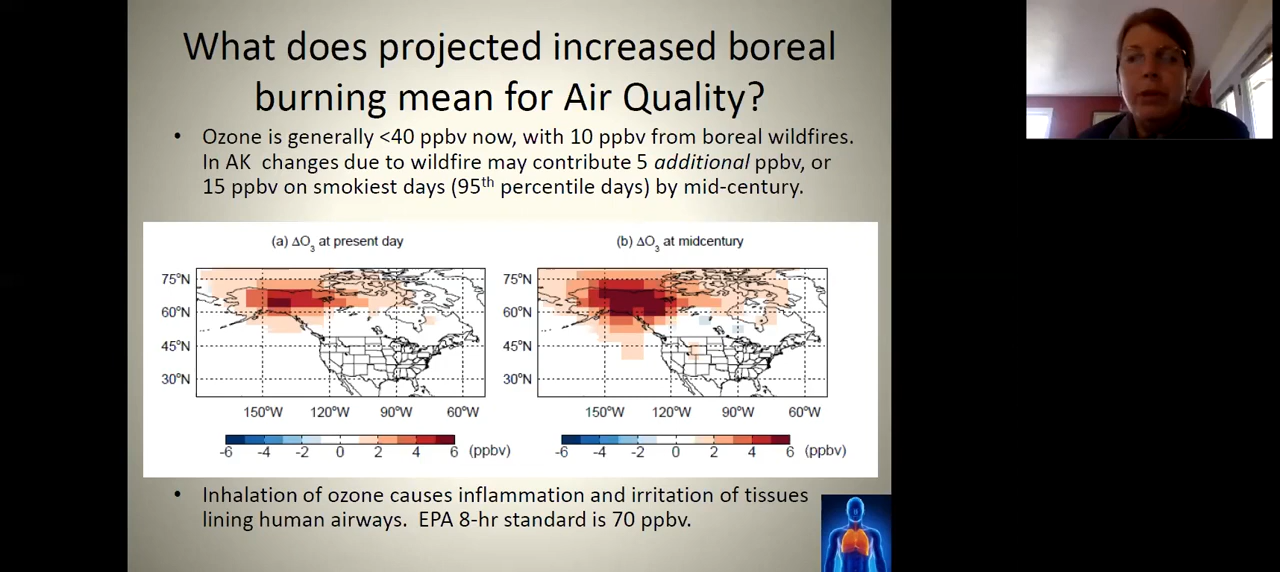 What does projected increased boreal
burning mean for Air Quality?
• Ozone is generally <40 ppbv now, with 10 ppbv from boreal wildfires.
In AK changes due to wildfire may contribute 5 additional ppbv, or
15 ppbv on smokiest days (95th percentile days) by mid-century.
(a) ΔO3 at present day
75°N
60°N
45°N
30°N
150°W 120°W 90°W 60°W
-6 -4 -2 0 2 4 6 (ppbv)
(b) ΔO3 at midcentury
75°N
60°N
45°N
30°N
150°W 120°W 90°W 60°W
-6 -4 -2 0 2 4 6 (ppbv)
• Inhalation of ozone causes inflammation and irritation of tissues
lining human airways. EPA 8-hr standard is 70 ppbv.